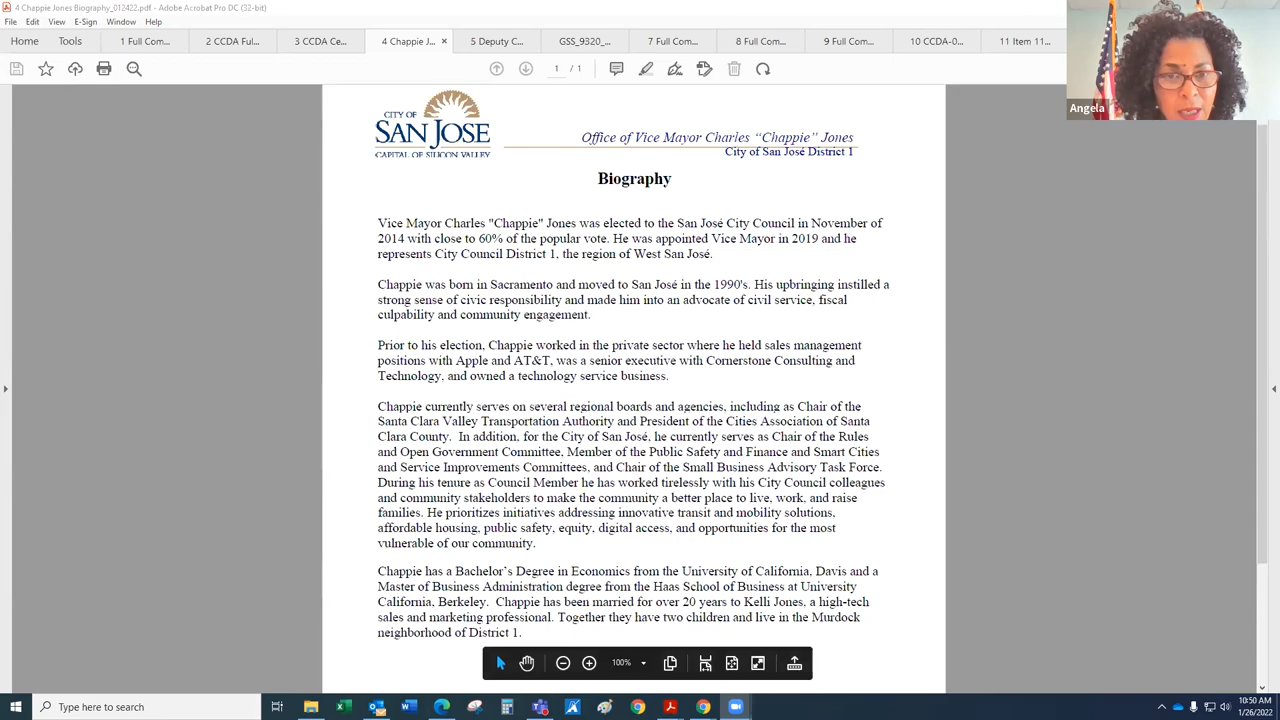 4 Chappie Jones Biography_012422.pdf - Adobe Acrobat Pro DC (32-bit)
File Edit View E-Sign Window Help
Home Tools 1 Full Com... 2 CCDA Ful... 3 CCDA Ce... 4 Chappie J... × 5 Deputy C... GSS_9320_... 7 Full Com... 8 Full Com... 9 Full Com... 10 CCDA-0... 11 Item 11...
1 / 1
Angela
CITY OF
SAN JOSE
CAPITAL OF SILICON VALLEY
Office of Vice Mayor Charles “Chappie” Jones
City of San José District 1
Biography
Vice Mayor Charles "Chappie" Jones was elected to the San José City Council in November of
2014 with close to 60% of the popular vote. He was appointed Vice Mayor in 2019 and he
represents City Council District 1, the region of West San José.
Chappie was born in Sacramento and moved to San José in the 1990's. His upbringing instilled a
strong sense of civic responsibility and made him into an advocate of civil service, fiscal
culpability and community engagement.
Prior to his election, Chappie worked in the private sector where he held sales management
positions with Apple and AT&T, was a senior executive with Cornerstone Consulting and
Technology, and owned a technology service business.
Chappie currently serves on several regional boards and agencies, including as Chair of the
Santa Clara Valley Transportation Authority and President of the Cities Association of Santa
Clara County.  In addition, for the City of San José, he currently serves as Chair of the Rules
and Open Government Committee, Member of the Public Safety and Finance and Smart Cities
and Service Improvements Committees, and Chair of the Small Business Advisory Task Force.
During his tenure as Council Member he has worked tirelessly with his City Council colleagues
and community stakeholders to make the community a better place to live, work, and raise
families. He prioritizes initiatives addressing innovative transit and mobility solutions,
affordable housing, public safety, equity, digital access, and opportunities for the most
vulnerable of our community.
Chappie has a Bachelor’s Degree in Economics from the University of California, Davis and a
Master of Business Administration degree from the Haas School of Business at University
California, Berkeley.  Chappie has been married for over 20 years to Kelli Jones, a high-tech
sales and marketing professional. Together they have two children and live in the Murdock
neighborhood of District 1.
100%
Type here to search
10:50 AM
1/26/2022